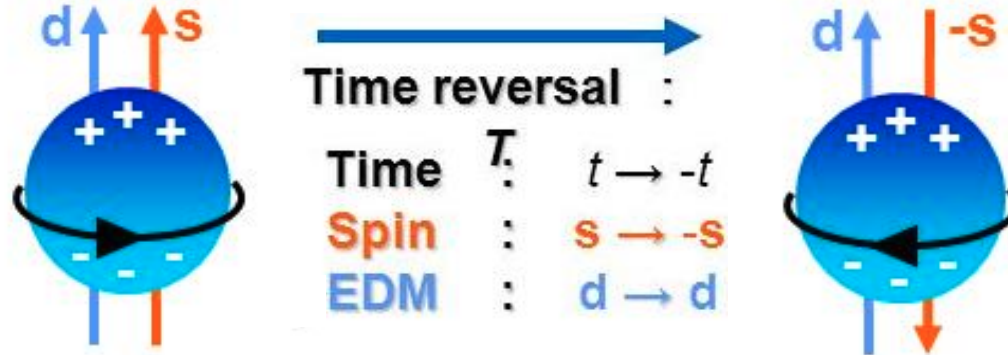 d s
+ + +
- - -
Time reversal :
T
Time : t → -t
Spin : s → -s
EDM : d → d
d -s
+ + +
- - -